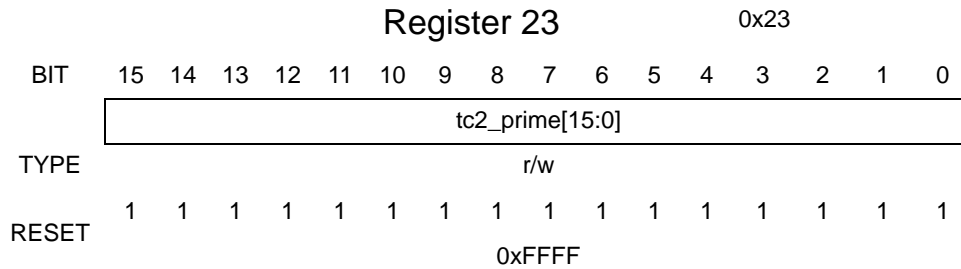 Register 23 0x23
BIT 15 14 13 12 11 10 9 8 7 6 5 4 3 2 1 0
tc2_prime[15:0]
TYPE r/w
1 1 1 1 1 1 1 1 1 1 1 1 1 1 1 1
RESET
0xFFFF